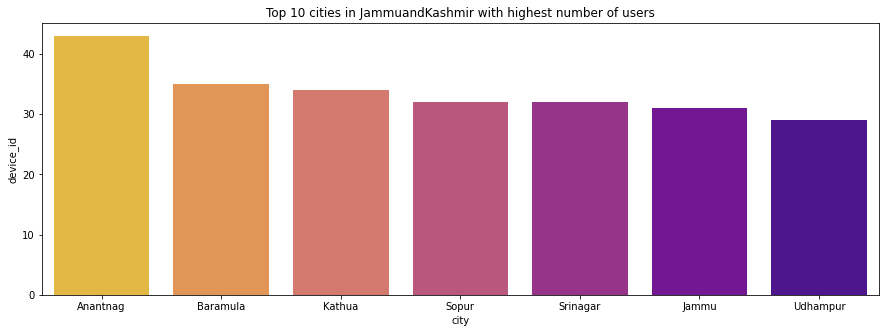 Top 10 cities in JammuandKashmir with highest number of users
device_id
40
30
20
10
0
Anantnag Baramula Kathua Sopur Srinagar Jammu Udhampur
city